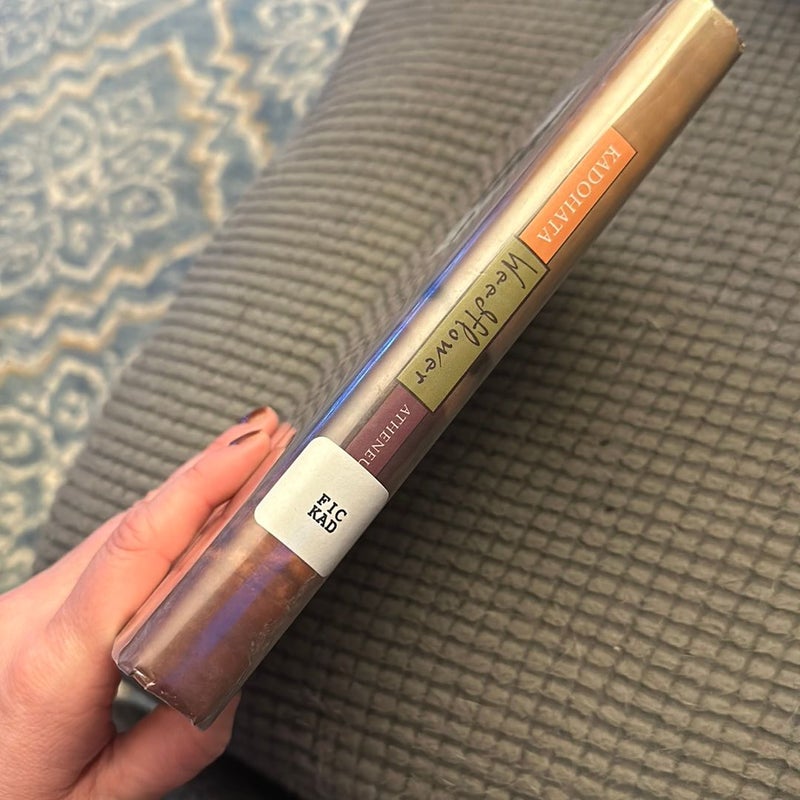 KADOHATA
Weedflower
ATHENEU
FIC
KAD